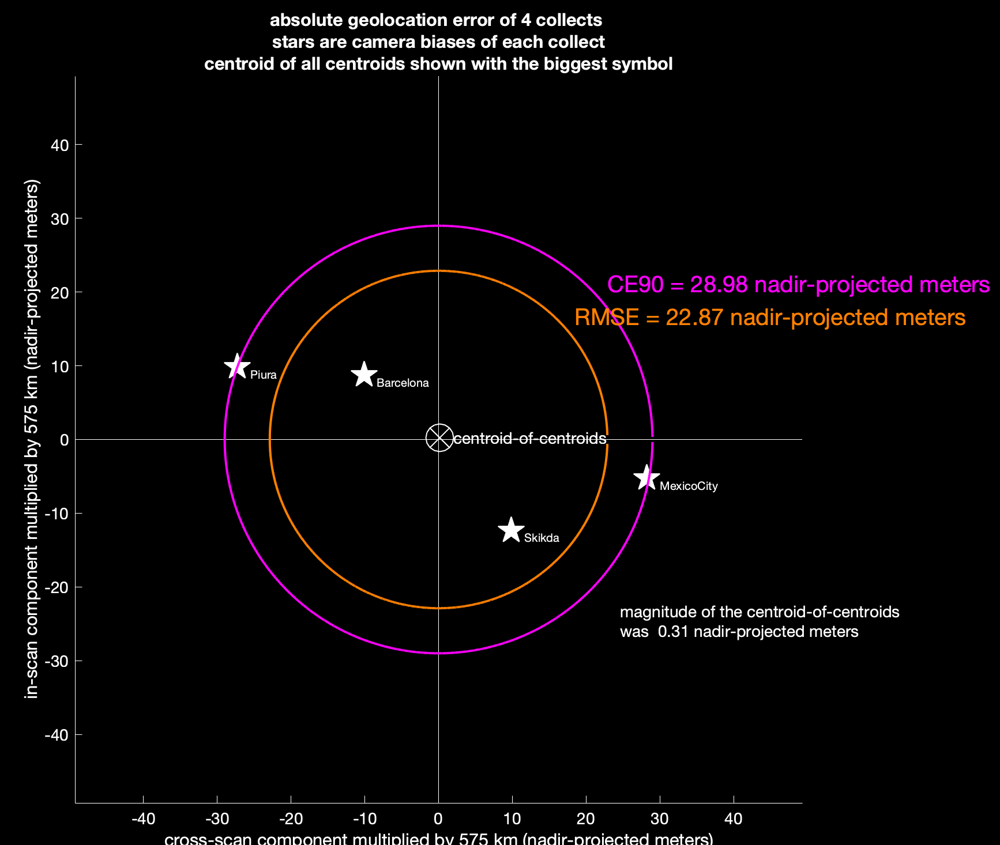 absolute geolocation error of 4 collects
stars are camera biases of each collect
centroid of all centroids shown with the biggest symbol
in-scan component multiplied by 575 km (nadir-projected meters)
40
30
20
10
0
-10
-20
-30
-40
CE90 = 28.98 nadir-projected meters
RMSE = 22.87 nadir-projected meters
Piura
Barcelona
centroid-of-centroids
MexicoCity
Skikda
magnitude of the centroid-of-centroids
was 0.31 nadir-projected meters
-40 -30 -20 -10 0 10 20 30 40
cross-scan component multiplied by 575 km (nadir-projected meters)